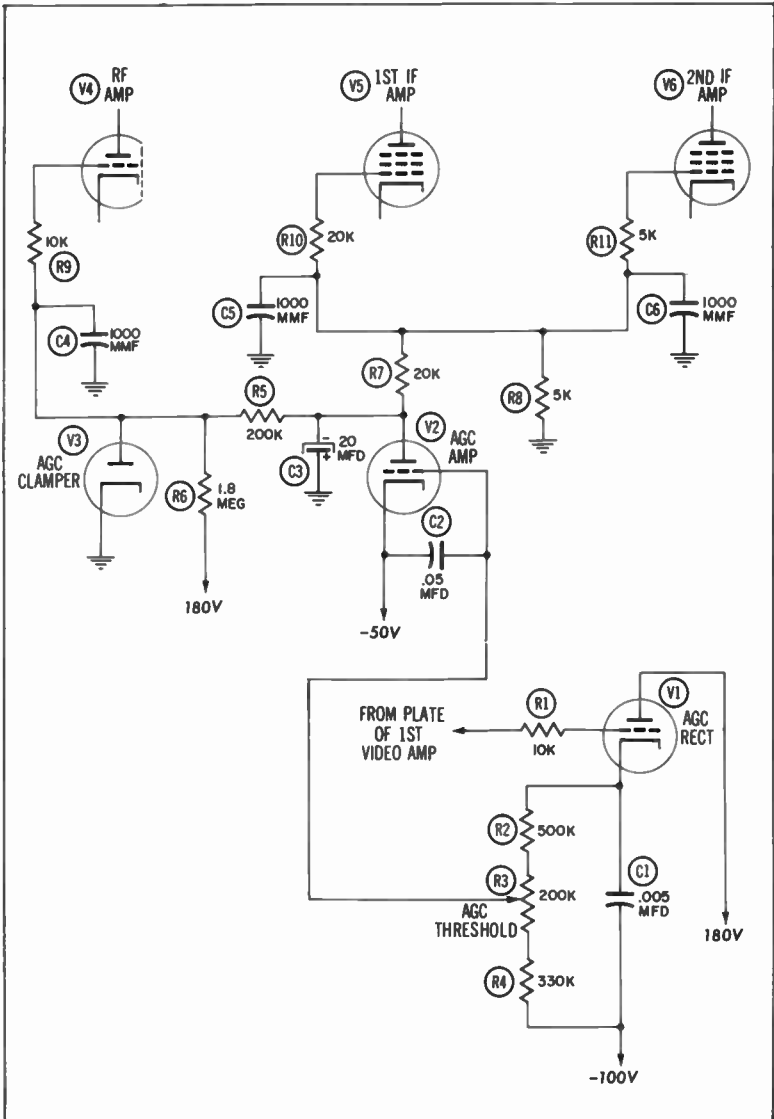 V4 RF
AMP
V5 1ST IF
AMP
V6 2ND IF
AMP
10K
R9
R10 20K
R11 5K
C4 1000
MMF
C5 1000
MMF
C6 1000
MMF
R7 20K
R8 5K
R5
200K
V3
AGC
CLAMPER
R6 1.8
MEG
180V
C3 - 20
+ MFD
V2
AGC
AMP
C2
.05
MFD
-50V
FROM PLATE
OF 1ST
VIDEO AMP
R1
10K
V1
AGC
RECT
R2 500K
R3
200K
AGC
THRESHOLD
C1
.005
MFD
R4 330K
180V
-100V